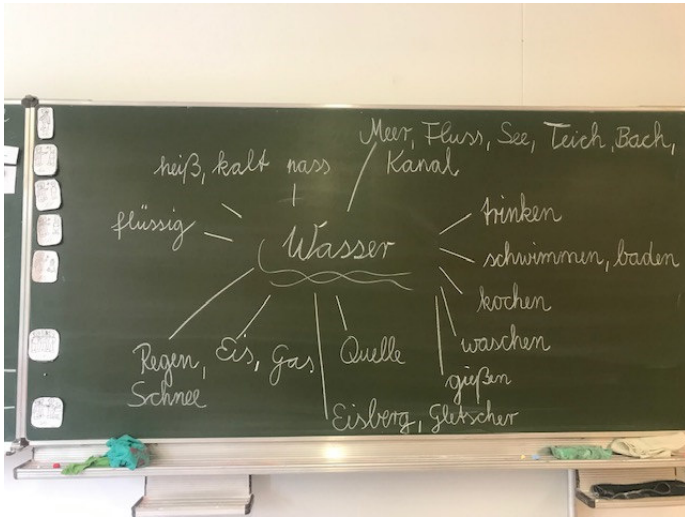 Meer, Fluss, See, Teich, Bach,
Kanal
heiß, kalt nass
flüssig
Wasser
trinken
schwimmen, baden
kochen
waschen
gießen
Regen, Eis, Gas
Schnee
Quelle
Eisberg, Gletscher